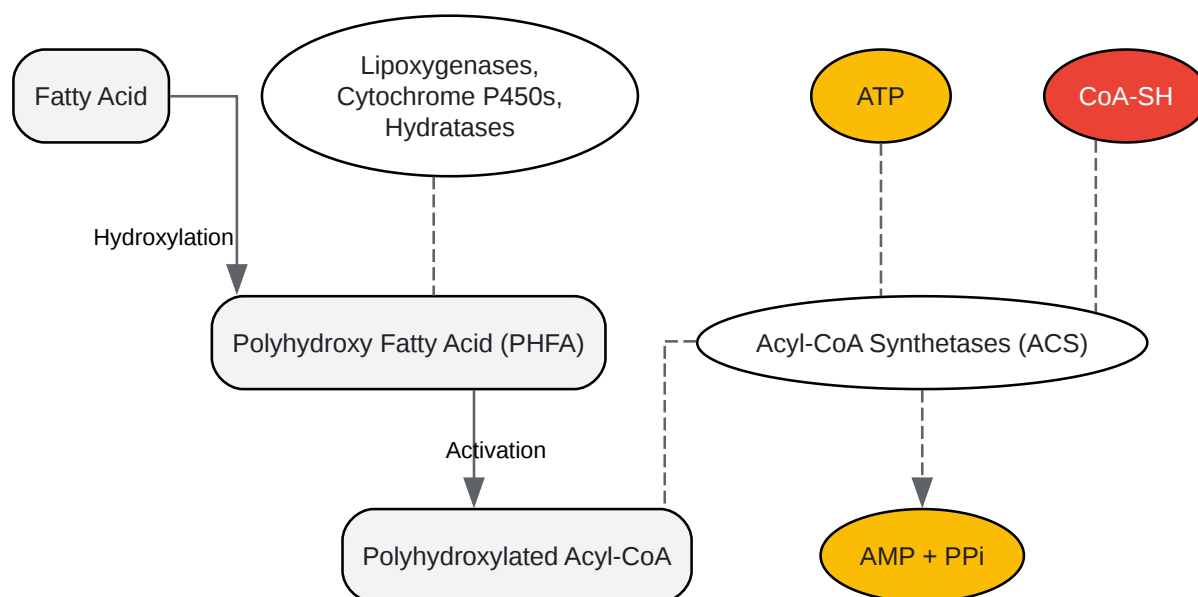 Fatty Acid
Lipoxygenases,
Cytochrome P450s,
Hydratases
ATP
CoA-SH
Hydroxylation
Polyhydroxy Fatty Acid (PHFA)
Acyl-CoA Synthetases (ACS)
Activation
Polyhydroxylated Acyl-CoA
AMP + PPi